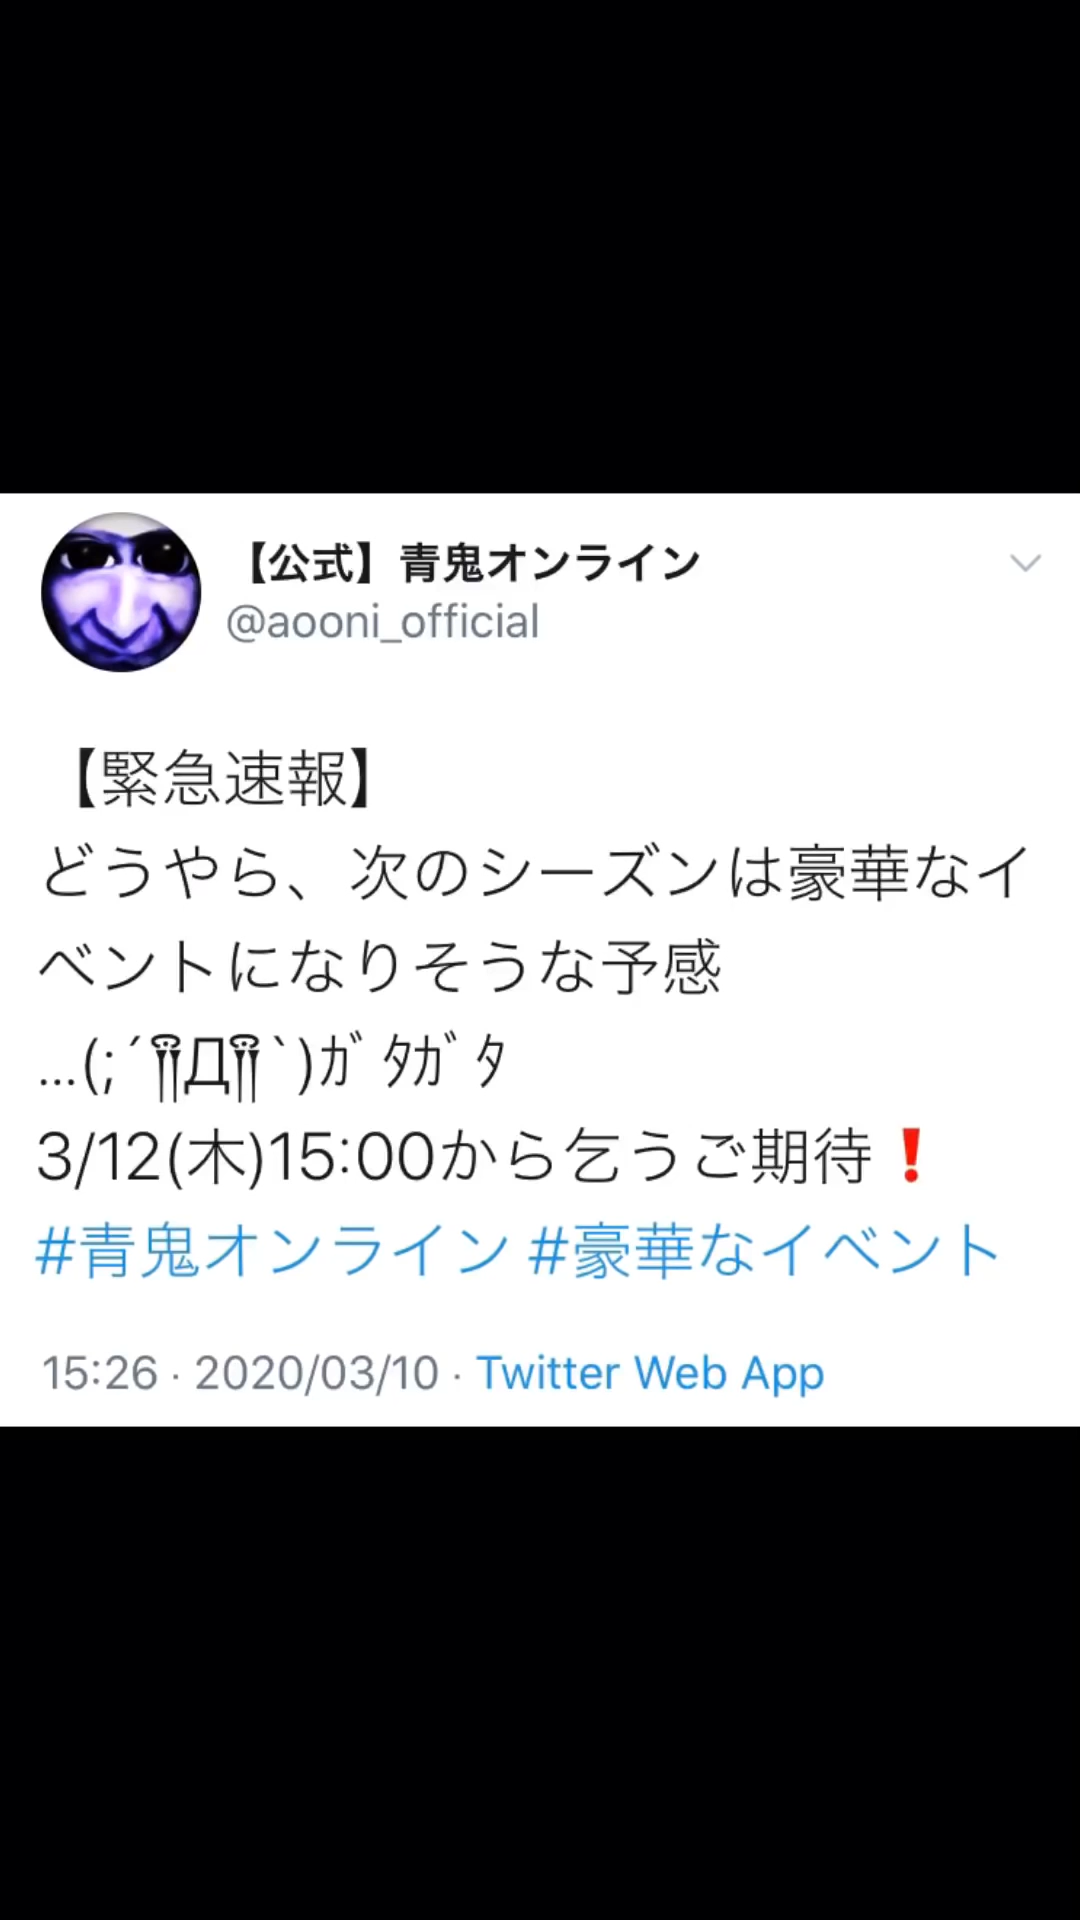 【公式】青鬼オンライン
@aooni_official
【緊急速報】
どうやら、次のシーズンは豪華なイ
ベントになりそうな予感
...(;´༎ຶД༎ຶ`)ｶﾞﾀｶﾞﾀ
3/12(木)15:00から乞うご期待❗
#青鬼オンライン #豪華なイベント
15:26 · 2020/03/10 · Twitter Web App